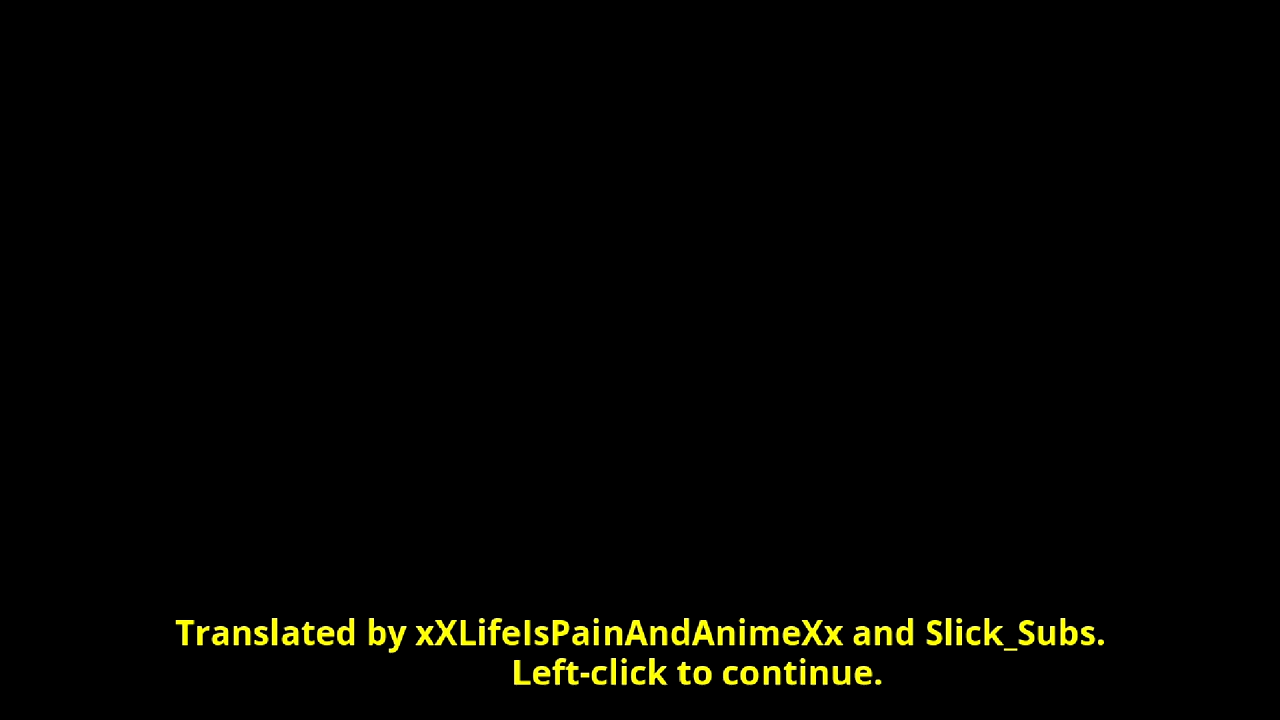 Translated by xXLifeIsPainAndAnimeXx and Slick_Subs.
Left-click to continue.